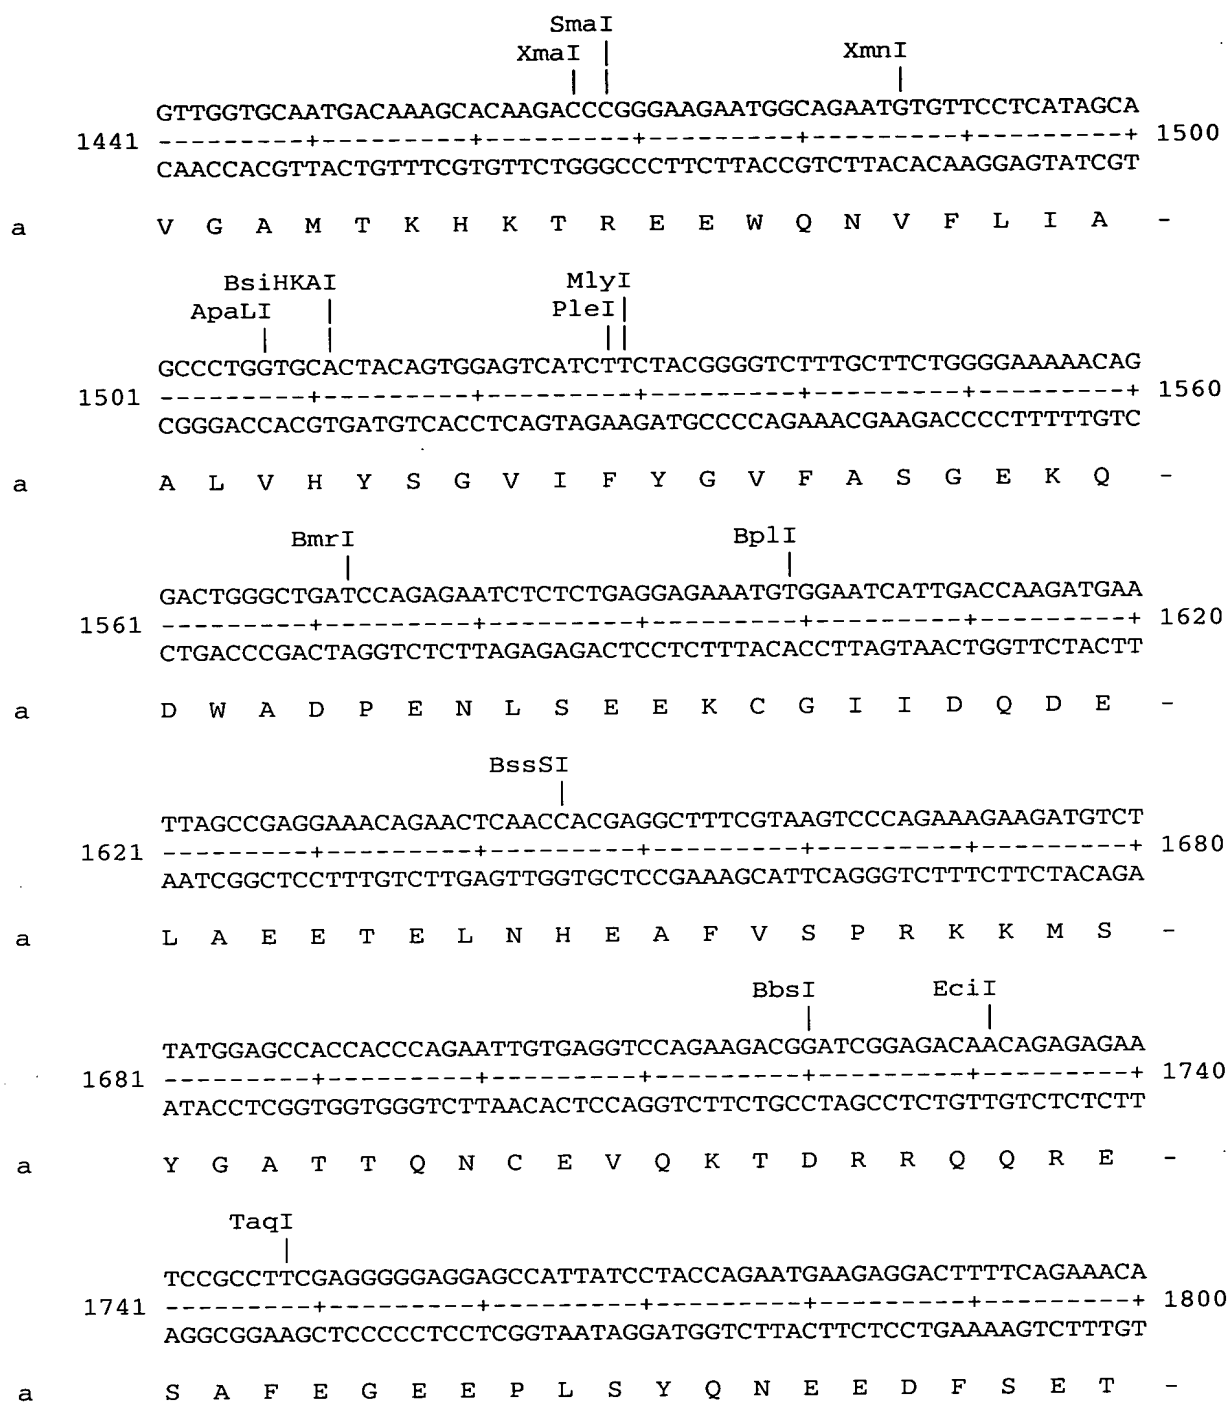 SmaI
XmaI | XmnI
| | |
GTTGGTGCAATGACAAAGCACAAGACCCGGGAAGAATGGCAGAATGTGTTCCTCATAGCA
1441 ---------+---------+---------+---------+---------+---------+ 1500
CAACCACGTTACTGTTTCGTGTTCTGGGCCCTTCTTACCGTCTTACACAAGGAGTATCGT
a V G A M T K H K T R E E W Q N V F L I A -
BsiHKAI MlyI
ApaLI | PleI|
| | ||
GCCCTGGTGCACTACAGTGGAGTCATCTTCTACGGGGTCTTTGCTTCTGGGGAAAAACAG
1501 ---------+---------+---------+---------+---------+---------+ 1560
CGGGACCACGTGATGTCACCTCAGTAGAAGATGCCCCAGAAACGAAGACCCCTTTTTGTC
a A L V H Y S G V I F Y G V F A S G E K Q -
BmrI BplI
| |
GACTGGGCTGATCCAGAGAATCTCTCTGAGGAGAAATGTGGAATCATTGACCAAGATGAA
1561 ---------+---------+---------+---------+---------+---------+ 1620
CTGACCCGACTAGGTCTCTTAGAGAGACTCCTCTTTACACCTTAGTAACTGGTTCTACTT
a D W A D P E N L S E E K C G I I D Q D E -
BssSI
|
TTAGCCGAGGAAACAGAACTCAACCACGAGGCTTTCGTAAGTCCCAGAAAGAAGATGTCT
1621 ---------+---------+---------+---------+---------+---------+ 1680
AATCGGCTCCTTTGTCTTGAGTTGGTGCTCCGAAAGCATTCAGGGTCTTTCTTCTACAGA
a L A E E T E L N H E A F V S P R K K M S -
BbsI EciI
| |
TATGGAGCCACCACCCAGAATTGTGAGGTCCAGAAGACGGATCGGAGACAACAGAGAGAA
1681 ---------+---------+---------+---------+---------+---------+ 1740
ATACCTCGGTGGTGGGTCTTAACACTCCAGGTCTTCTGCCTAGCCTCTGTTGTCTCTCTT
a Y G A T T Q N C E V Q K T D R R Q Q R E -
TaqI
|
TCCGCCTTCGAGGGGGAGGAGCCATTATCCTACCAGAATGAAGAGGACTTTTCAGAAACA
1741 ---------+---------+---------+---------+---------+---------+ 1800
AGGCGGAAGCTCCCCCTCCTCGGTAATAGGATGGTCTTACTTCTCCTGAAAAGTCTTTGT
a S A F E G E E P L S Y Q N E E D F S E T -